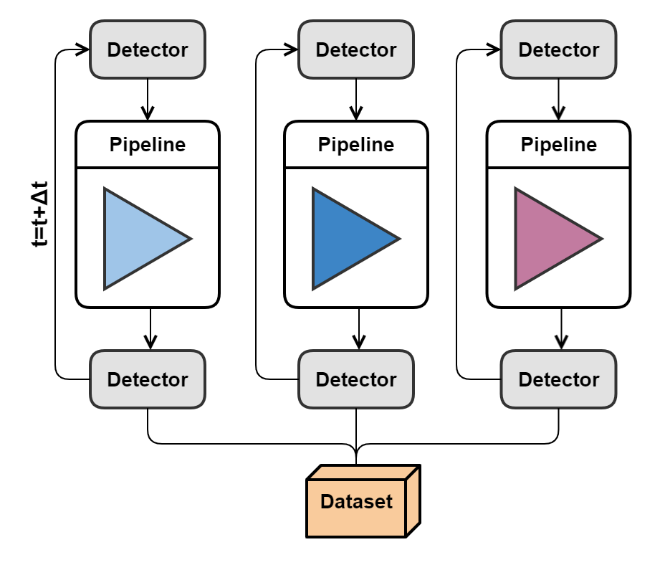 Detector Detector Detector
Pipeline Pipeline Pipeline
t=t+Δt
Detector Detector Detector
Dataset